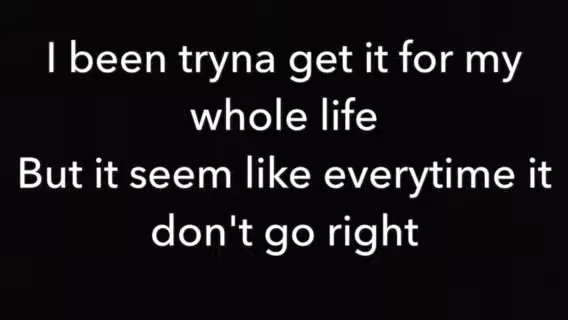 I been tryna get it for my
whole life
But it seem like everytime it
don't go right